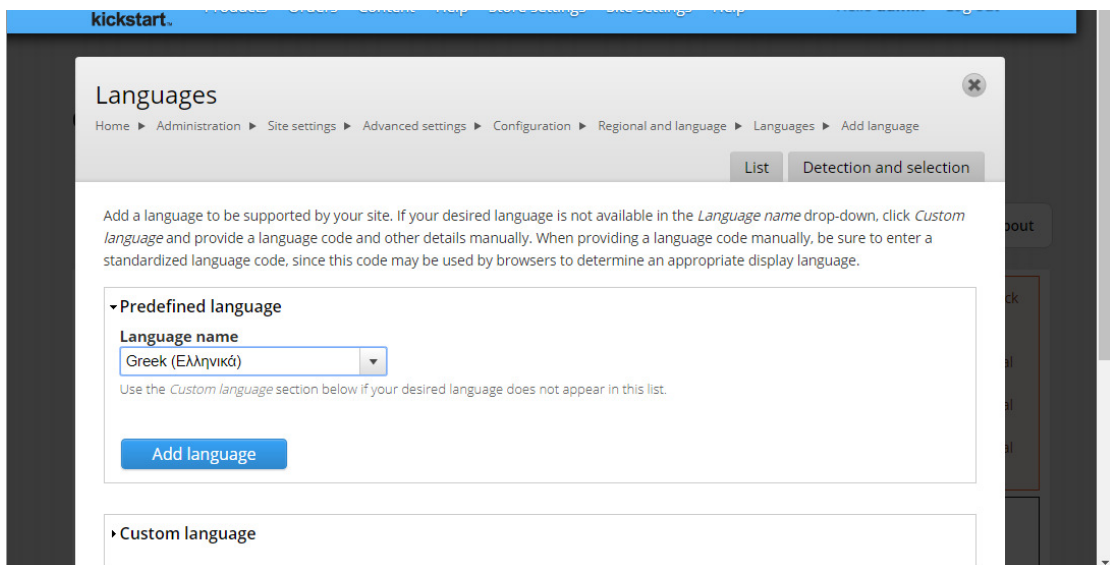 kickstart.
Languages
Home ▶ Administration ▶ Site settings ▶ Advanced settings ▶ Configuration ▶ Regional and language ▶ Languages ▶ Add language
List Detection and selection
Add a language to be supported by your site. If your desired language is not available in the Language name drop-down, click Custom
language and provide a language code and other details manually. When providing a language code manually, be sure to enter a
standardized language code, since this code may be used by browsers to determine an appropriate display language.
Predefined language
Language name
Greek (Ελληνικά)
Use the Custom language section below if your desired language does not appear in this list.
Add language
Custom language